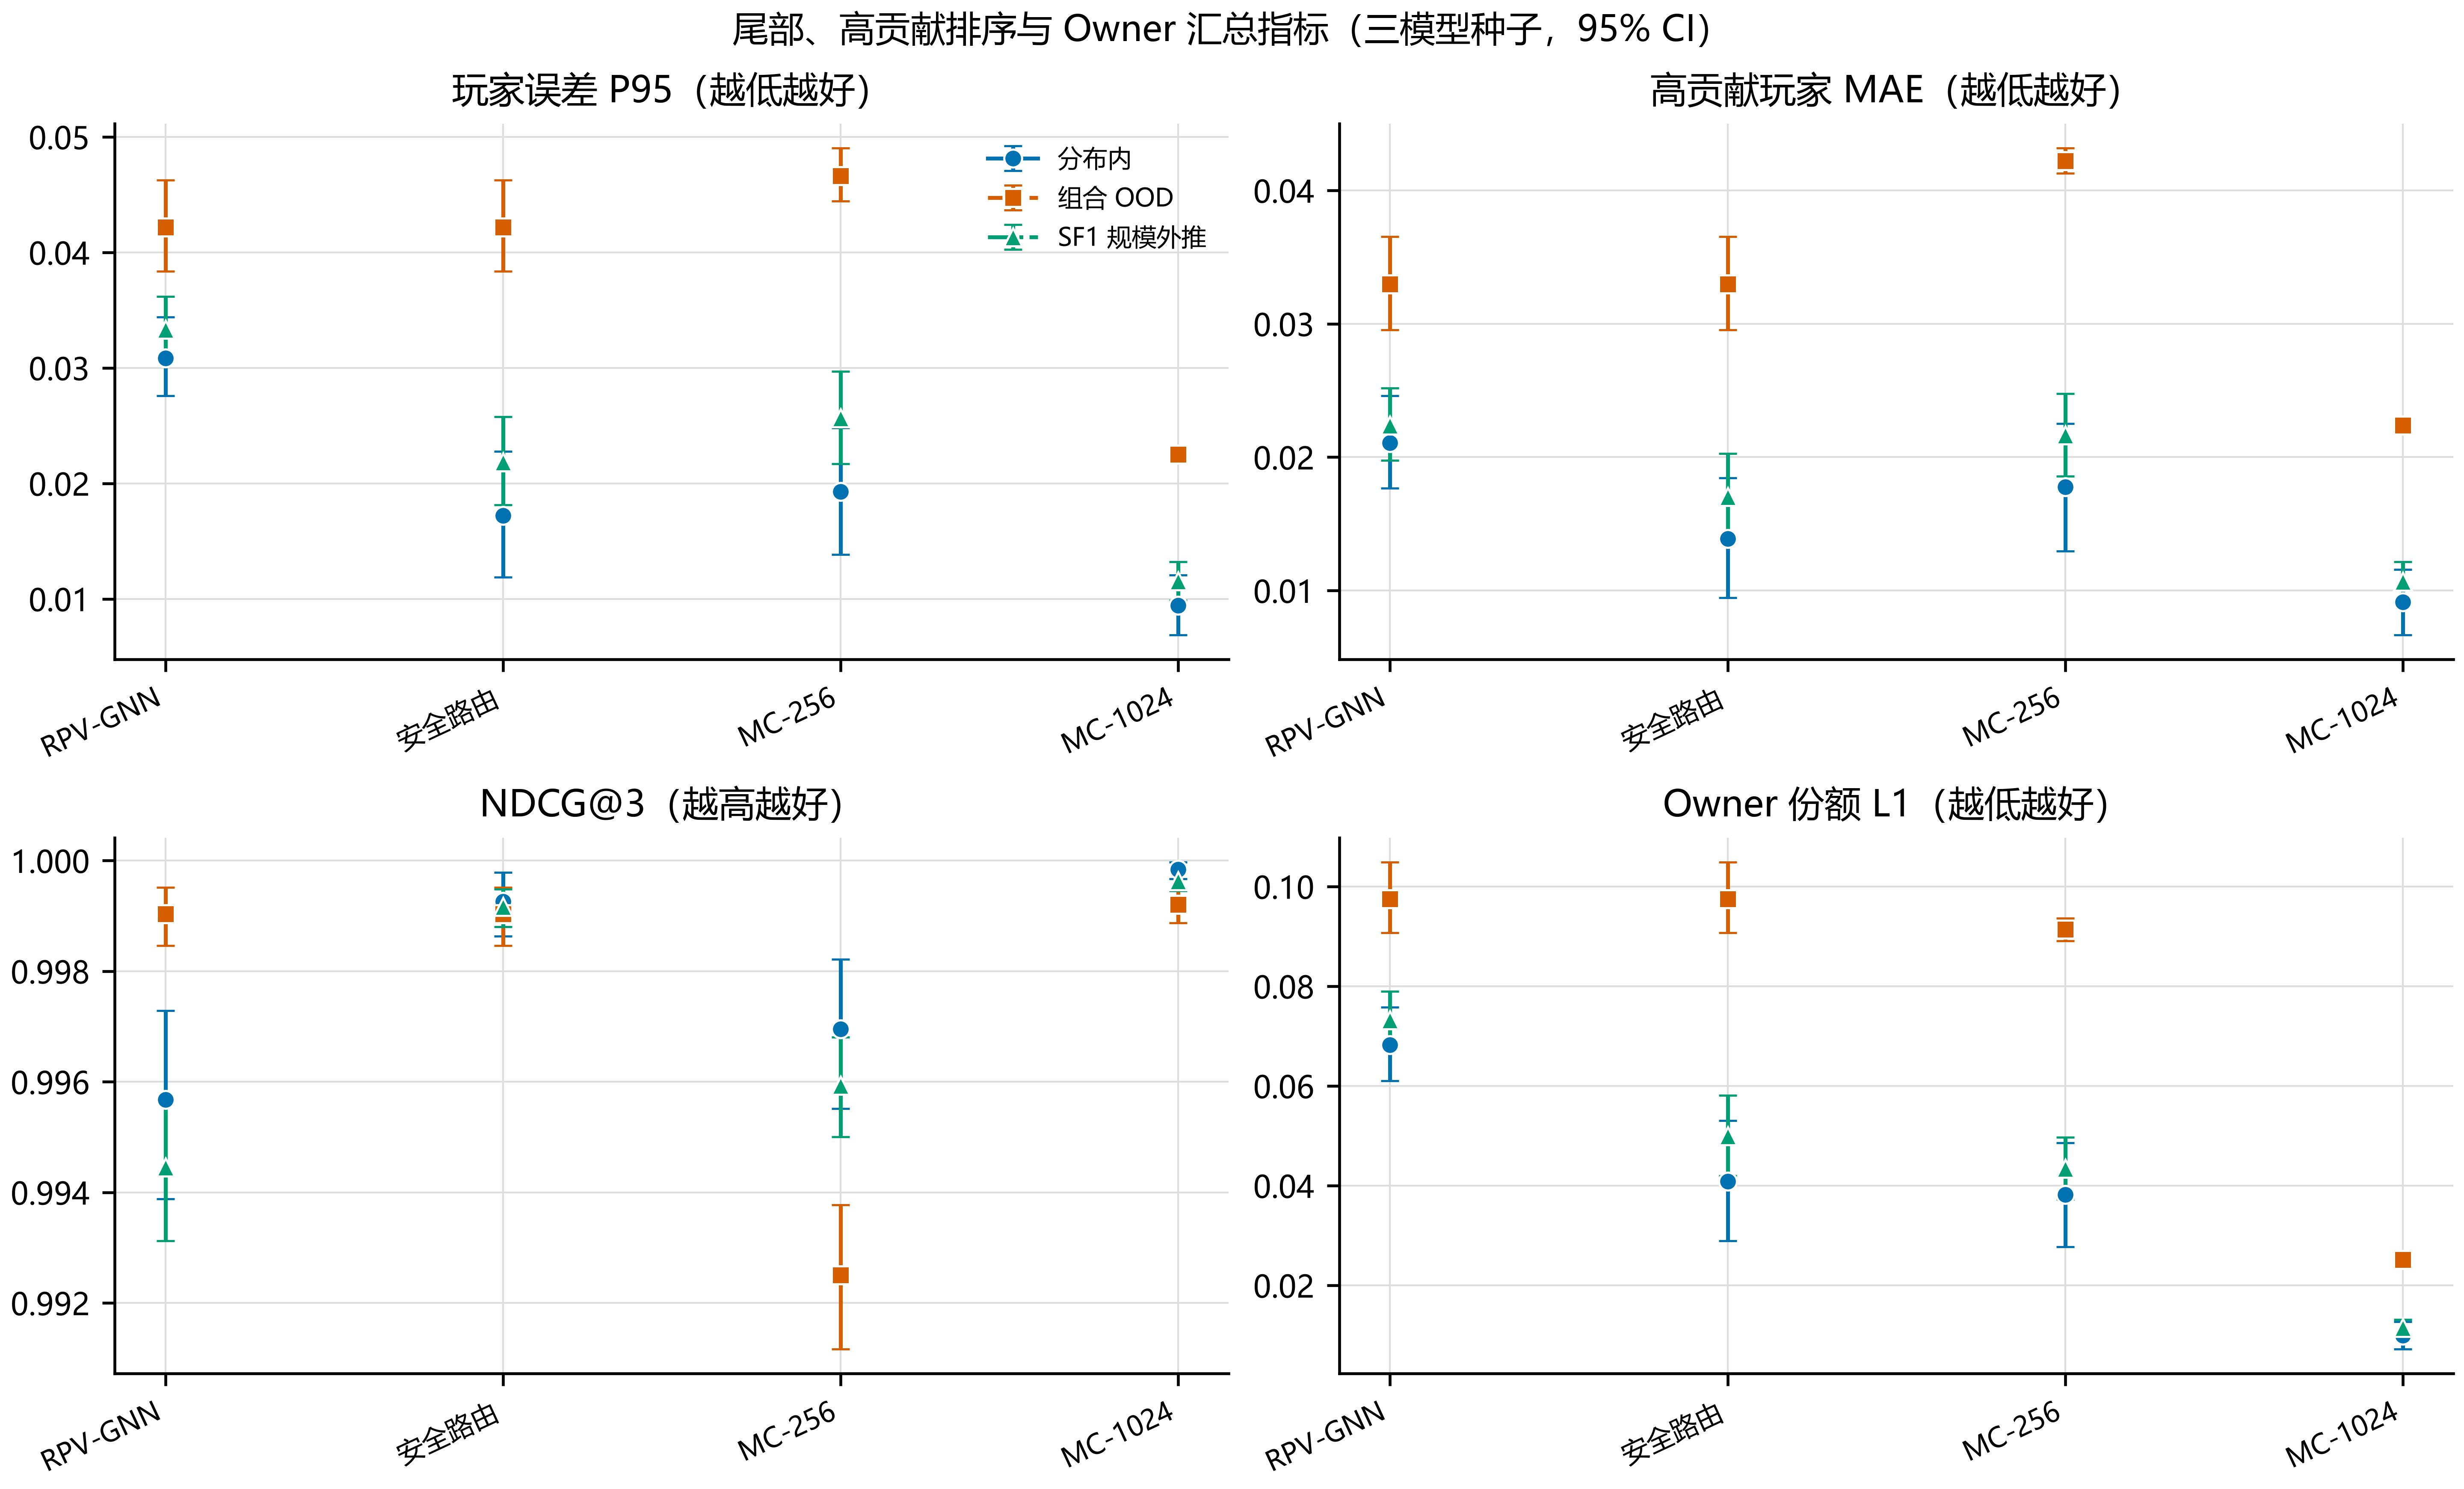 尾部、高贡献排序与 Owner 汇总指标（三模型种子，95% CI）
玩家误差 P95（越低越好）
0.05
0.04
0.03
0.02
0.01
分布内
组合 OOD
SF1 规模外推
RPV-GNN
安全路由
MC-256
MC-1024
高贡献玩家 MAE（越低越好）
0.04
0.03
0.02
0.01
RPV-GNN
安全路由
MC-256
MC-1024
NDCG@3（越高越好）
1.000
0.998
0.996
0.994
0.992
RPV-GNN
安全路由
MC-256
MC-1024
Owner 份额 L1（越低越好）
0.10
0.08
0.06
0.04
0.02
RPV-GNN
安全路由
MC-256
MC-1024